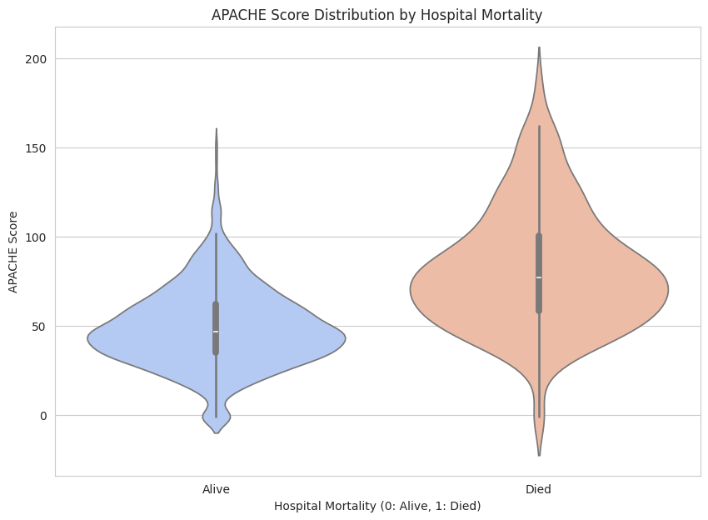 APACHE Score Distribution by Hospital Mortality
200
150
100
50
0
APACHE Score
Alive
Died
Hospital Mortality (0: Alive, 1: Died)